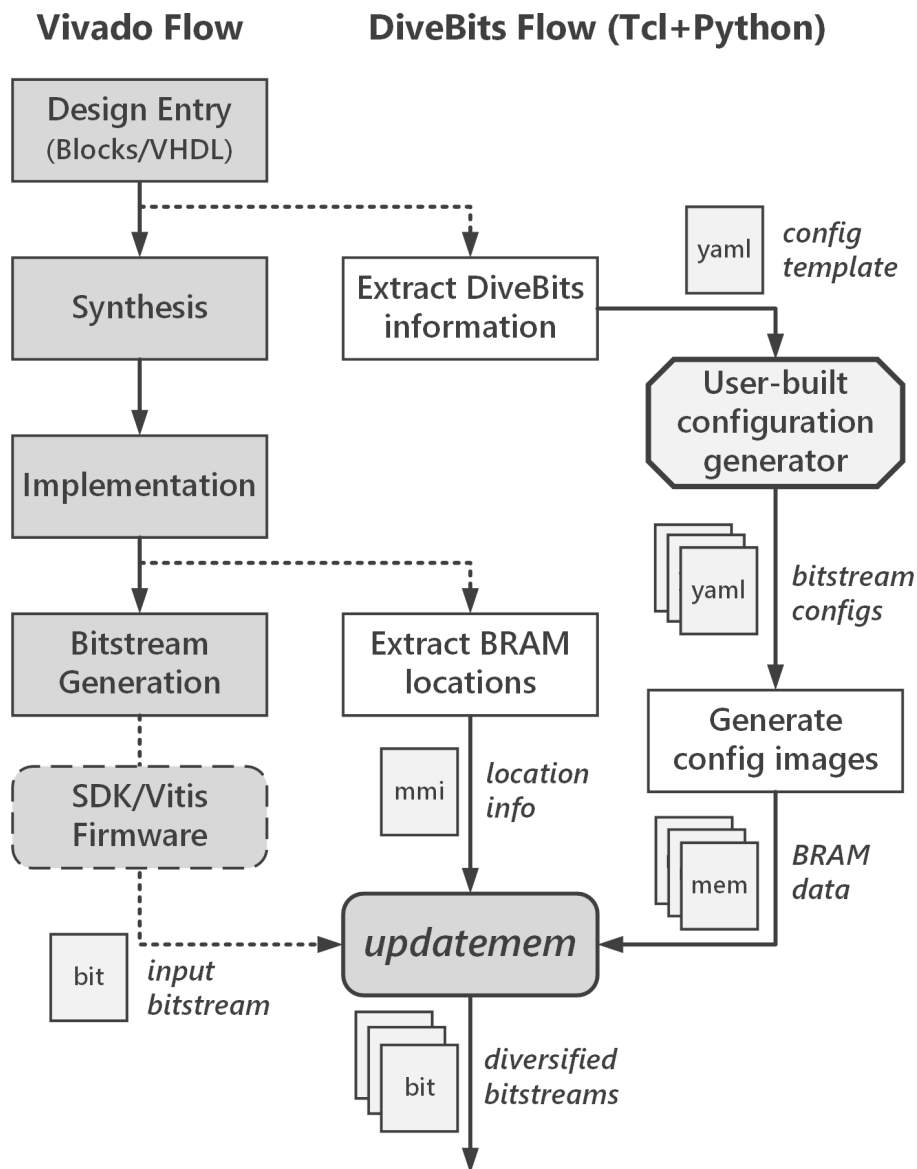 Vivado Flow
DiveBits Flow (Tcl+Python)
Design Entry
(Blocks/VHDL)
yaml
config
template
Synthesis
Extract DiveBits
information
User-built
configuration
generator
Implementation
yaml
bitstream
configs
Bitstream
Generation
Extract BRAM
locations
Generate
config images
SDK/Vitis
Firmware
mmi
location
info
mem
BRAM
data
updatemem
bit
input
bitstream
bit
diversified
bitstreams